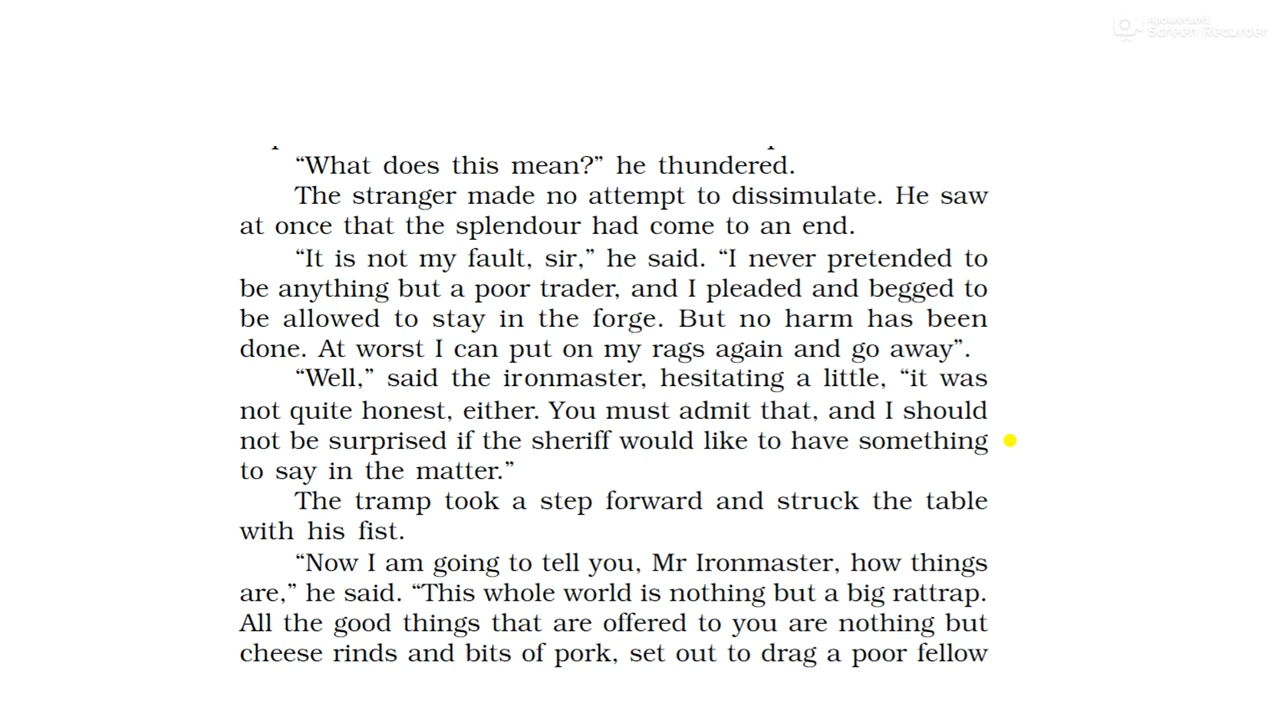 Apowersoft
Screen Recorder
“What does this mean?” he thundered.
The stranger made no attempt to dissimulate. He saw
at once that the splendour had come to an end.
“It is not my fault, sir,” he said. “I never pretended to
be anything but a poor trader, and I pleaded and begged to
be allowed to stay in the forge. But no harm has been
done. At worst I can put on my rags again and go away”.
“Well,” said the ironmaster, hesitating a little, “it was
not quite honest, either. You must admit that, and I should
not be surprised if the sheriff would like to have something
to say in the matter.”
The tramp took a step forward and struck the table
with his fist.
“Now I am going to tell you, Mr Ironmaster, how things
are,” he said. “This whole world is nothing but a big rattrap.
All the good things that are offered to you are nothing but
cheese rinds and bits of pork, set out to drag a poor fellow